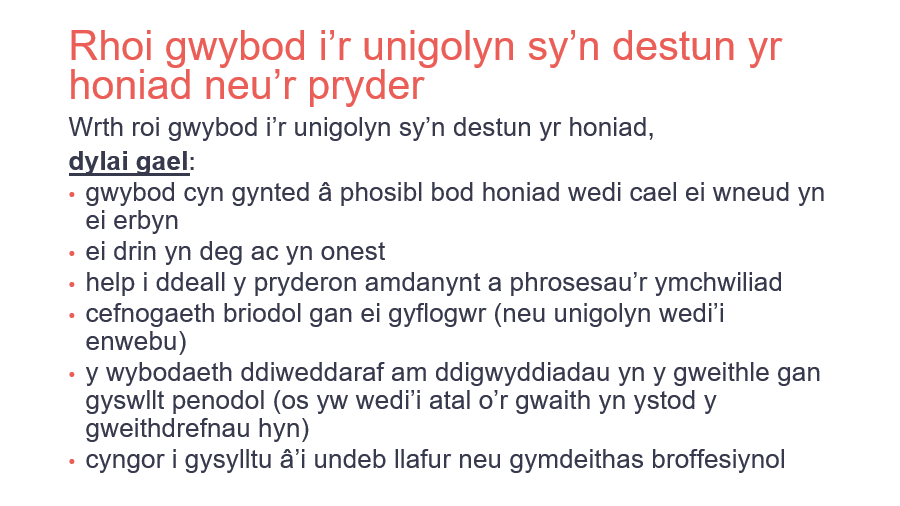 Rhoi gwybod i’r unigolyn sy’n destun yr
honiad neu’r pryder
Wrth roi gwybod i’r unigolyn sy’n destun yr honiad,
dylai gael:
• gwybod cyn gynted â phosibl bod honiad wedi cael ei wneud yn
ei erbyn
• ei drin yn deg ac yn onest
• help i ddeall y pryderon amdanynt a phrosesau’r ymchwiliad
• cefnogaeth briodol gan ei gyflogwr (neu unigolyn wedi’i
enwebu)
• y wybodaeth ddiweddaraf am ddigwyddiadau yn y gweithle gan
gyswllt penodol (os yw wedi’i atal o’r gwaith yn ystod y
gweithdrefnau hyn)
• cyngor i gysylltu â’i undeb llafur neu gymdeithas broffesiynol